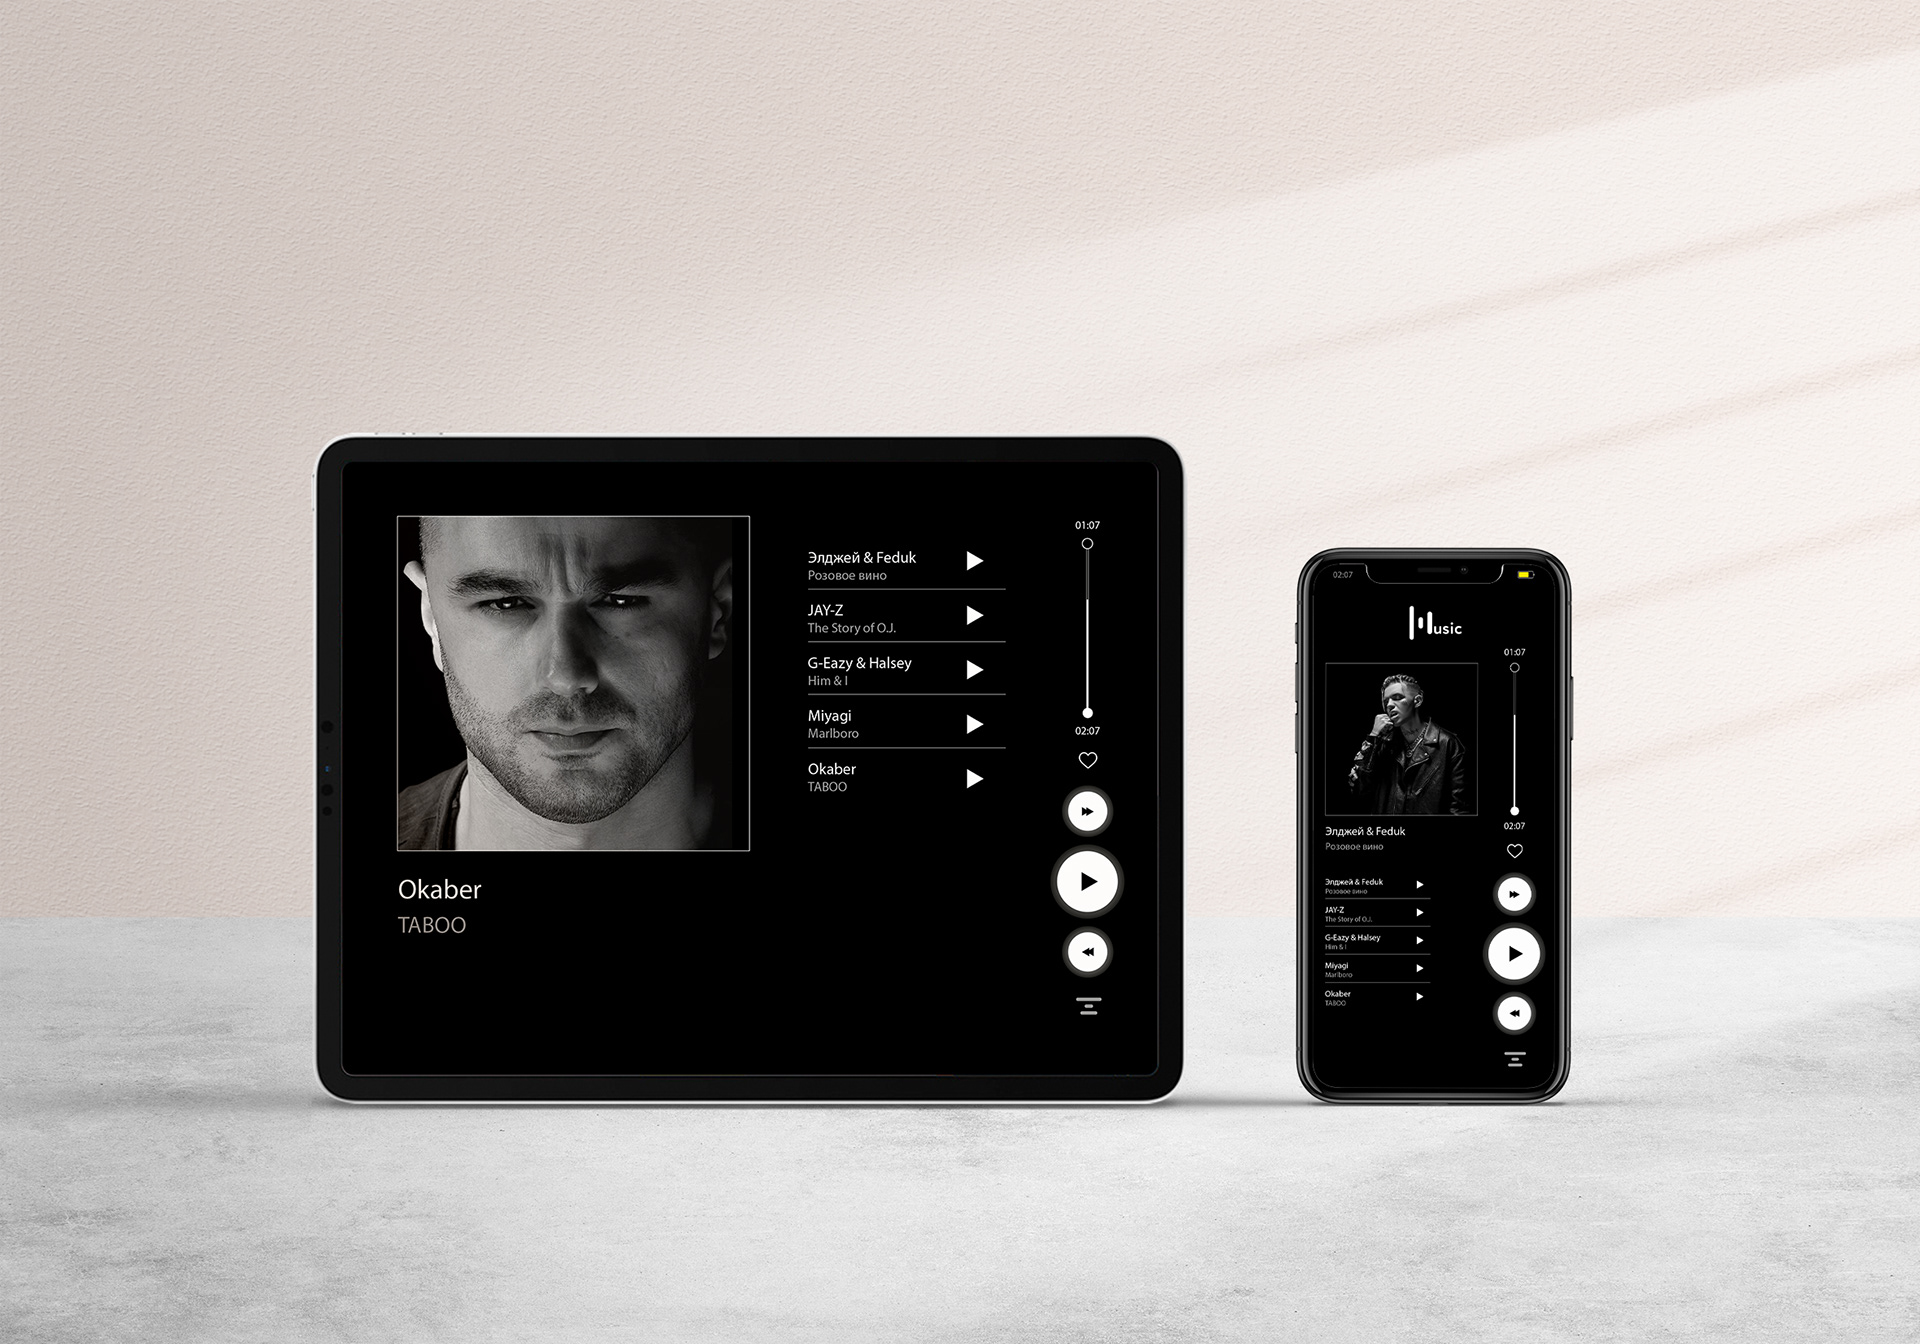 Элджей & Feduk
Розовое вино
JAY-Z
The Story of O.J.
G-Eazy & Halsey
Him & I
Miyagi
Marlboro
Okaber
TABOO
01:07
02:07
Okaber
TABOO
02:07
Music
01:07
02:07
Элджей & Feduk
Розовое вино
Элджей & Feduk
Розовое вино
JAY-Z
The Story of O.J.
G-Eazy & Halsey
Him & I
Miyagi
Marlboro
Okaber
TABOO